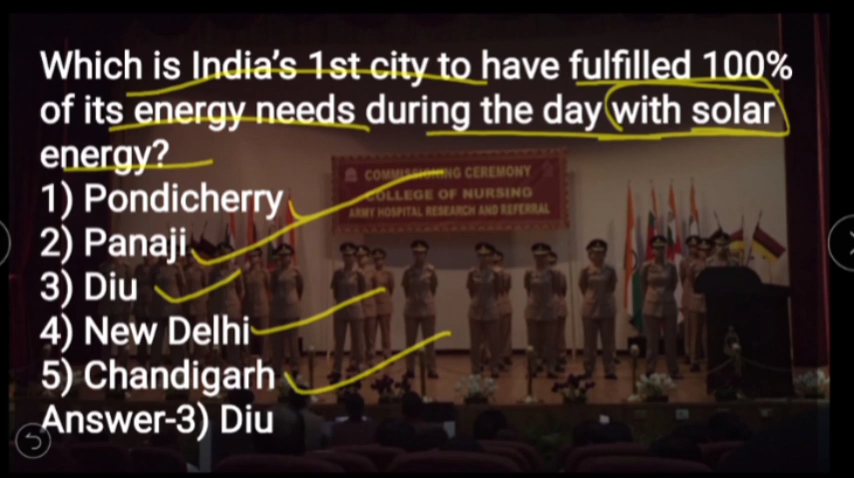 Which is India's 1st city to have fulfilled 100%
of its energy needs during the day with solar
energy?
1) Pondicherry
2) Panaji
3) Diu
4) New Delhi
5) Chandigarh
Answer-3) Diu
COMMISSIONING CEREMONY
COLLEGE OF NURSING
ARMY HOSPITAL RESEARCH AND REFERRAL